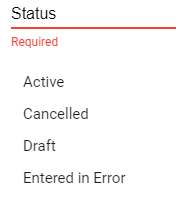 Status
Required
Active
Cancelled
Draft
Entered in Error